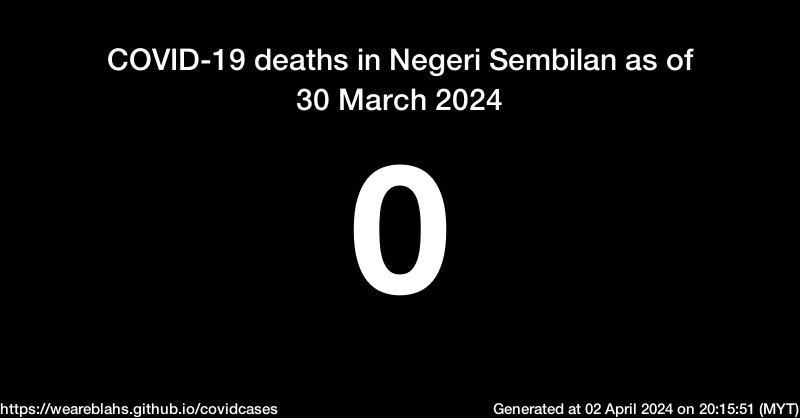 COVID-19 deaths in Negeri Sembilan as of
30 March 2024
0
https://weareblahs.github.io/covidcases
Generated at 02 April 2024 on 20:15:51 (MYT)